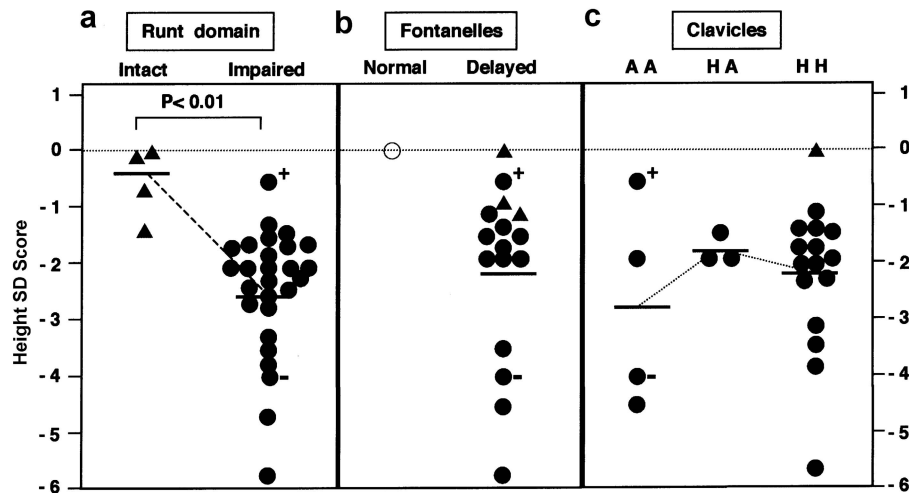 a Runt domain b Fontanelles c Clavicles
Intact Impaired Normal Delayed A A H A H H
P< 0.01
Height SD Score
1 1
0 0
+ + +
- 1 - 1
- 2 - 2
- 3 - 3
- 4 - - - - 4
- 5 - 5
- 6 - 6